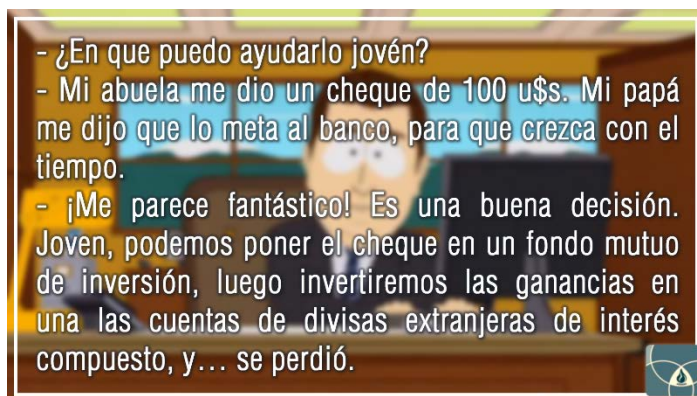 - ¿En que puedo ayudarlo jovén?
- Mi abuela me dio un cheque de 100 u$s. Mi papá
me dijo que lo meta al banco, para que crezca con el
tiempo.
- ¡Me parece fantástico! Es una buena decisión.
Joven, podemos poner el cheque en un fondo mutuo
de inversión, luego invertiremos las ganancias en
una las cuentas de divisas extranjeras de interés
compuesto, y… se perdió.